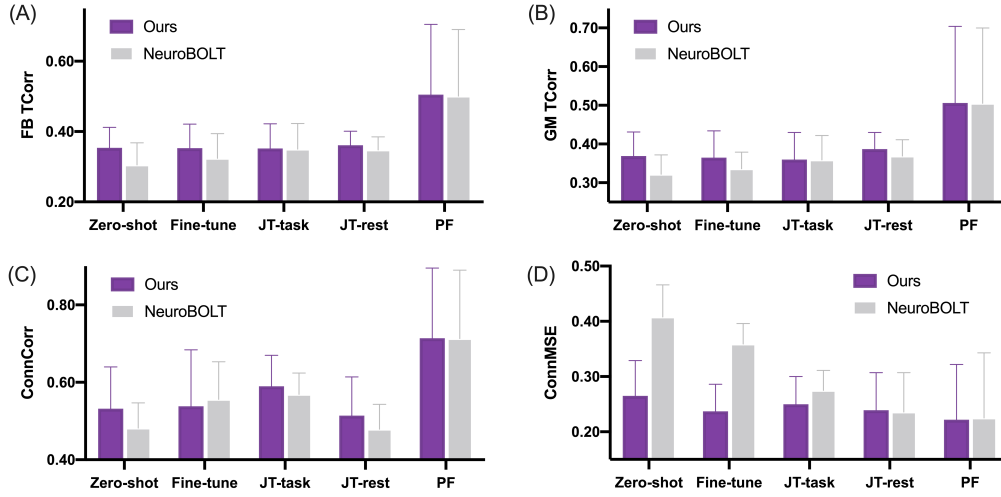 (A)
Ours
NeuroBOLT
FB TCorr
0.60
0.40
0.20
Zero-shot Fine-tune JT-task JT-rest PF
(B)
Ours
NeuroBOLT
GM TCorr
0.70
0.60
0.50
0.40
0.30
Zero-shot Fine-tune JT-task JT-rest PF
(C)
Ours
NeuroBOLT
ConnCorr
0.80
0.60
0.40
Zero-shot Fine-tune JT-task JT-rest PF
(D)
Ours
NeuroBOLT
ConnMSE
0.50
0.40
0.30
0.20
Zero-shot Fine-tune JT-task JT-rest PF